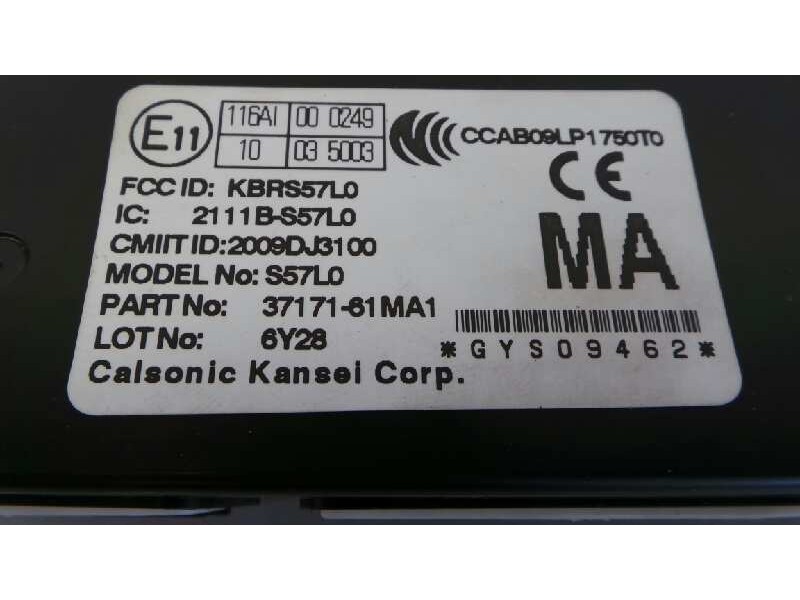 E11
116AI 00 0249
10 03 5003
CCAB09LP1750T0
CE
FCC ID: KBRS57L0
IC: 2111B-S57L0
CMIIT ID:2009DJ3100
MODEL No: S57L0
PART No: 37171-61MA1
LOT No: 6Y28
MA
*GYS09462*
Calsonic Kansei Corp.